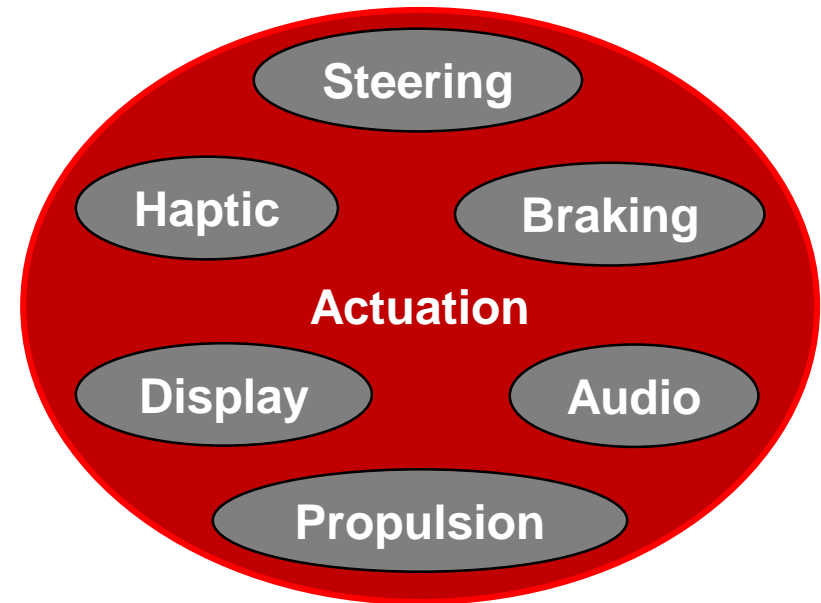 Steering
Haptic
Braking
Actuation
Display
Audio
Propulsion